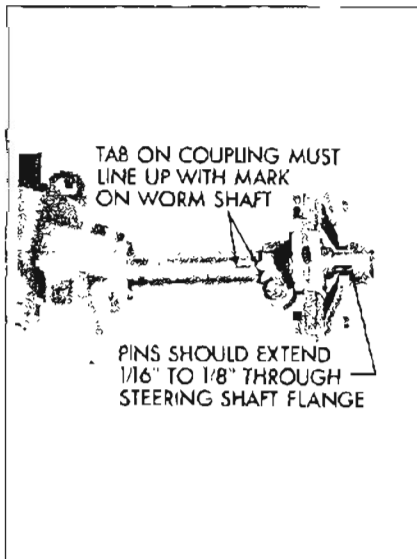 TAB ON COUPLING MUST
LINE UP WITH MARK
ON WORM SHAFT
PINS SHOULD EXTEND
1/16" TO 1/8" THROUGH
STEERING SHAFT FLANGE